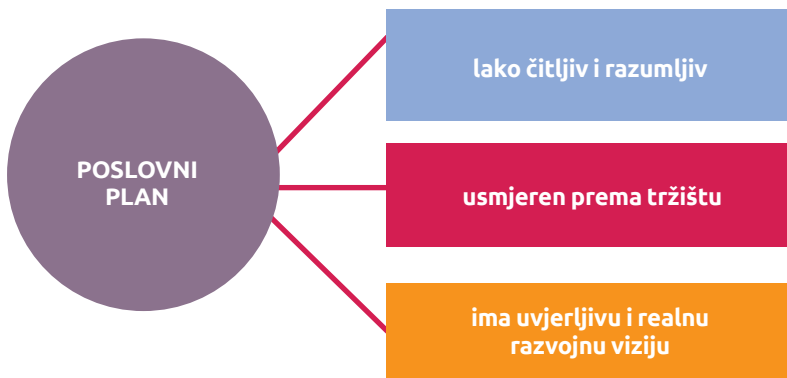 POSLOVNI
PLAN
lako čitljiv i razumljiv
usmjeren prema tržištu
ima uvjerljivu i realnu
razvojnu viziju